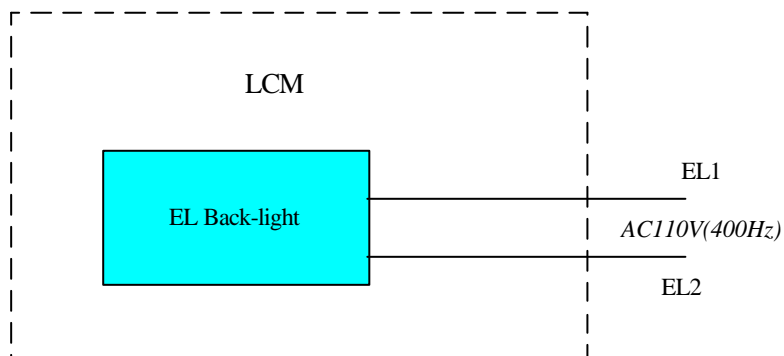 LCM
EL1
EL Back-light
AC110V(400Hz)
EL2